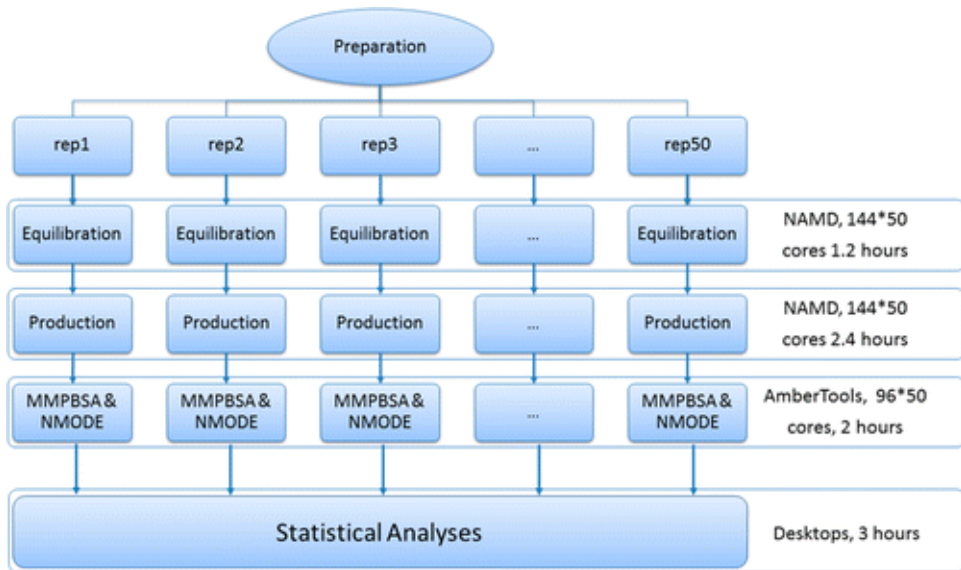 Preparation
rep1
rep2
rep3
...
rep50
Equilibration
Equilibration
Equilibration
...
Equilibration
NAMD, 144*50
cores 1.2 hours
Production
Production
Production
...
Production
NAMD, 144*50
cores 2.4 hours
MMPBSA &
NMODE
MMPBSA &
NMODE
MMPBSA &
NMODE
...
MMPBSA &
NMODE
AmberTools, 96*50
cores, 2 hours
Statistical Analyses
Desktops, 3 hours